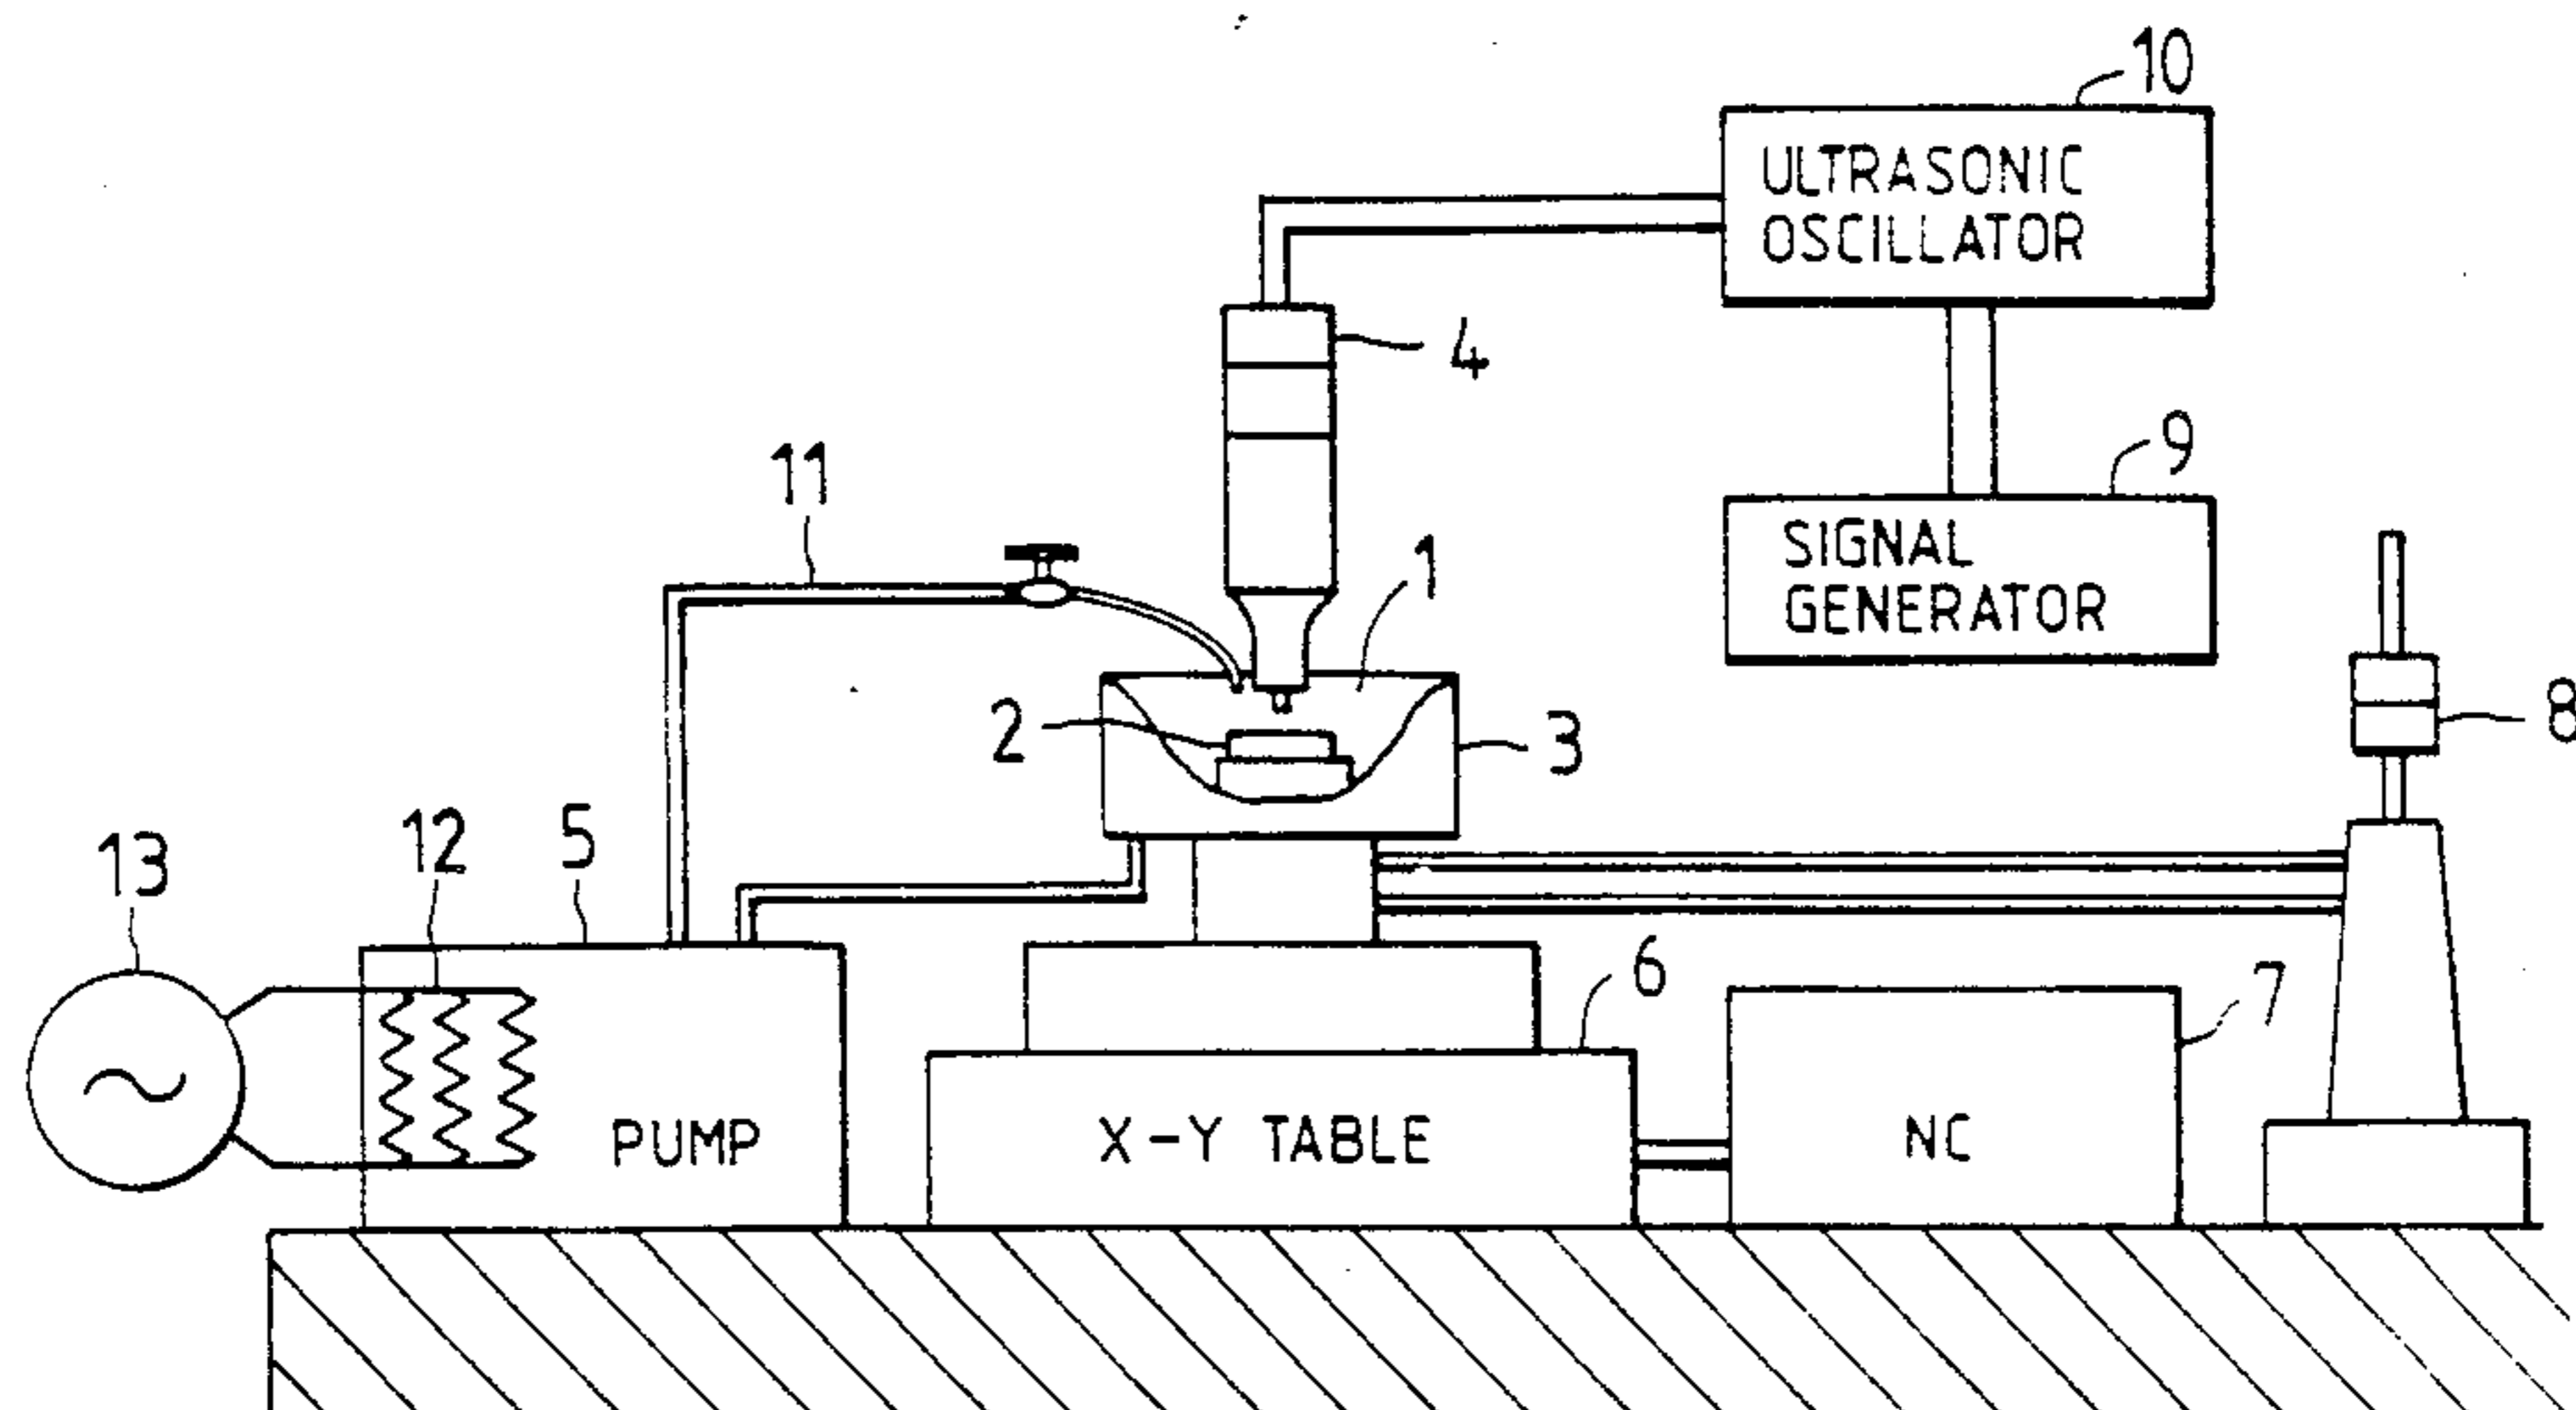 10
ULTRASONIC
OSCILLATOR
4
9
11
SIGNAL
GENERATOR
1
8
2
3
13
12
5
6
7
PUMP
X-Y TABLE
NC